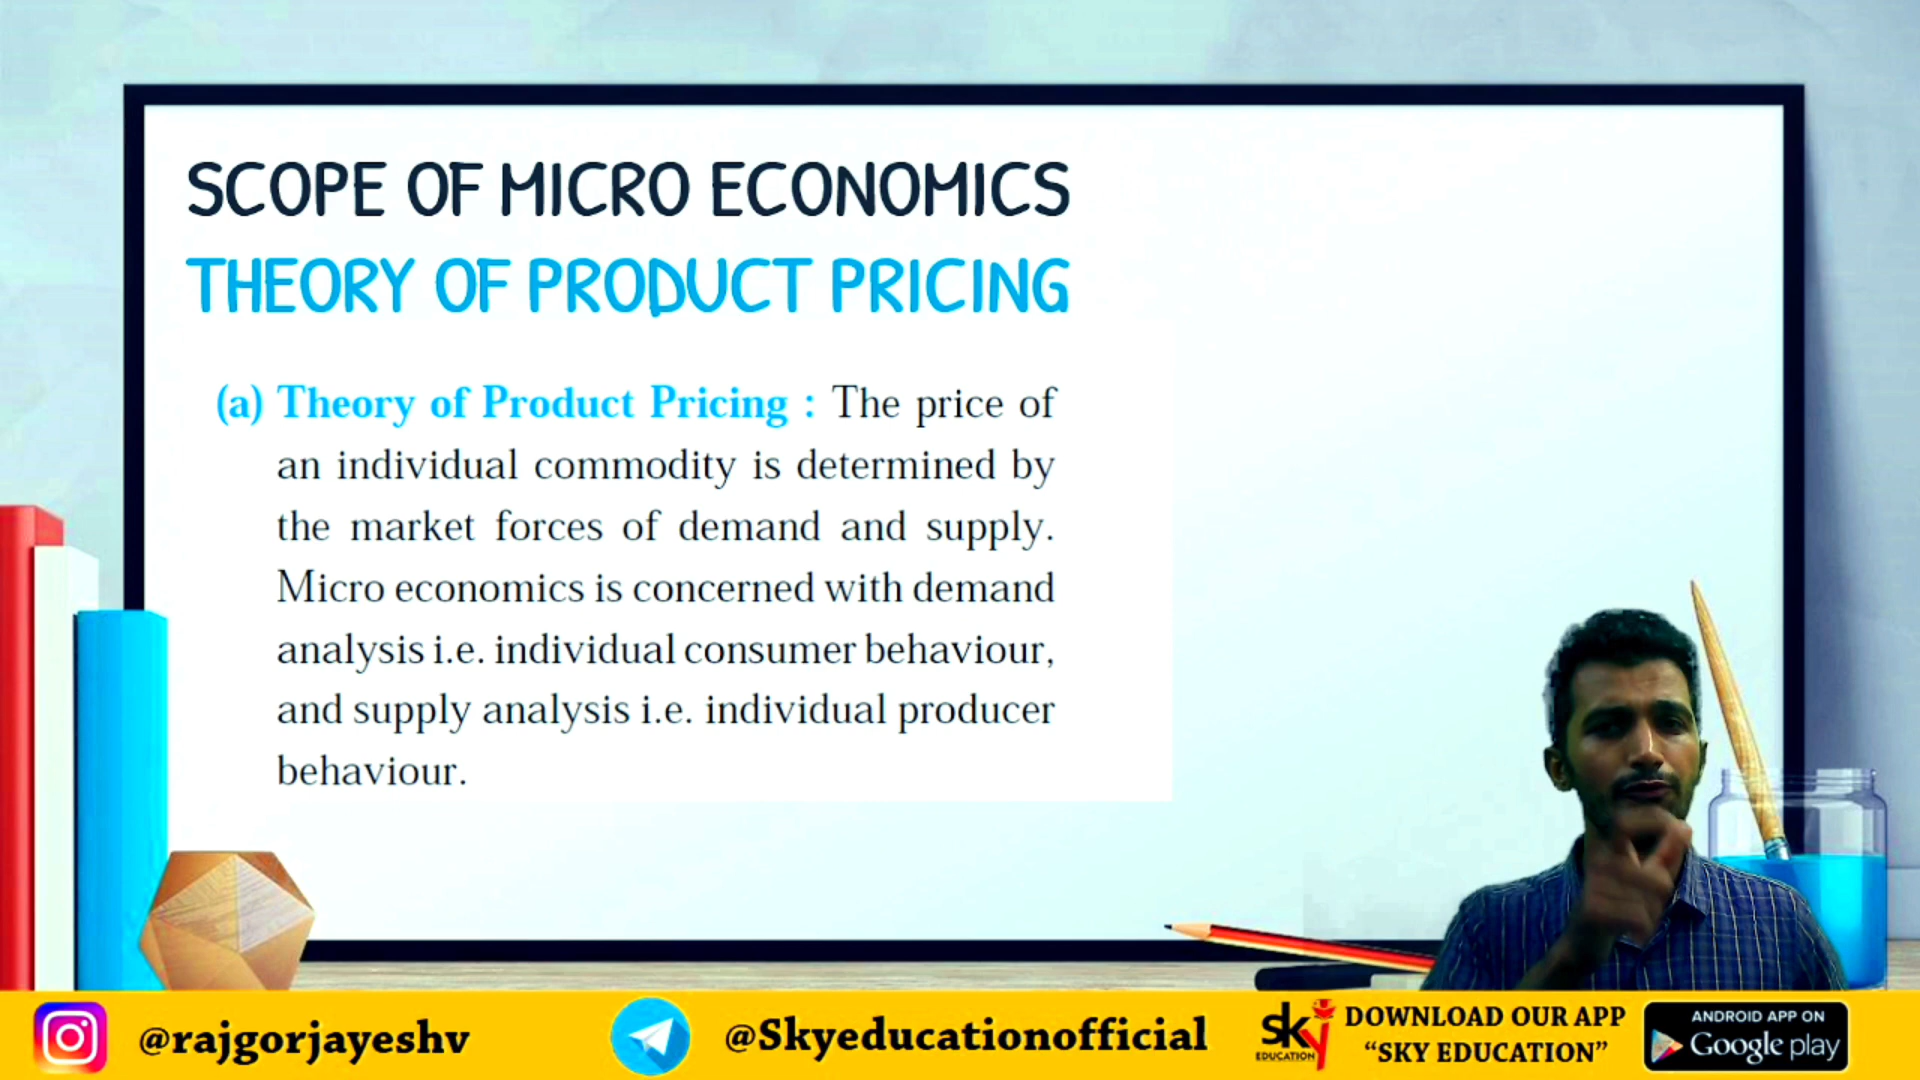 SCOPE OF MICRO ECONOMICS
THEORY OF PRODUCT PRICING
(a) Theory of Product Pricing : The price of
an individual commodity is determined by
the market forces of demand and supply.
Micro economics is concerned with demand
analysis i.e. individual consumer behaviour,
and supply analysis i.e. individual producer
behaviour.
@rajgorjayeshv
@Skyeducationofficial
sky
EDUCATION
DOWNLOAD OUR APP
“SKY EDUCATION”
ANDROID APP ON
Google play